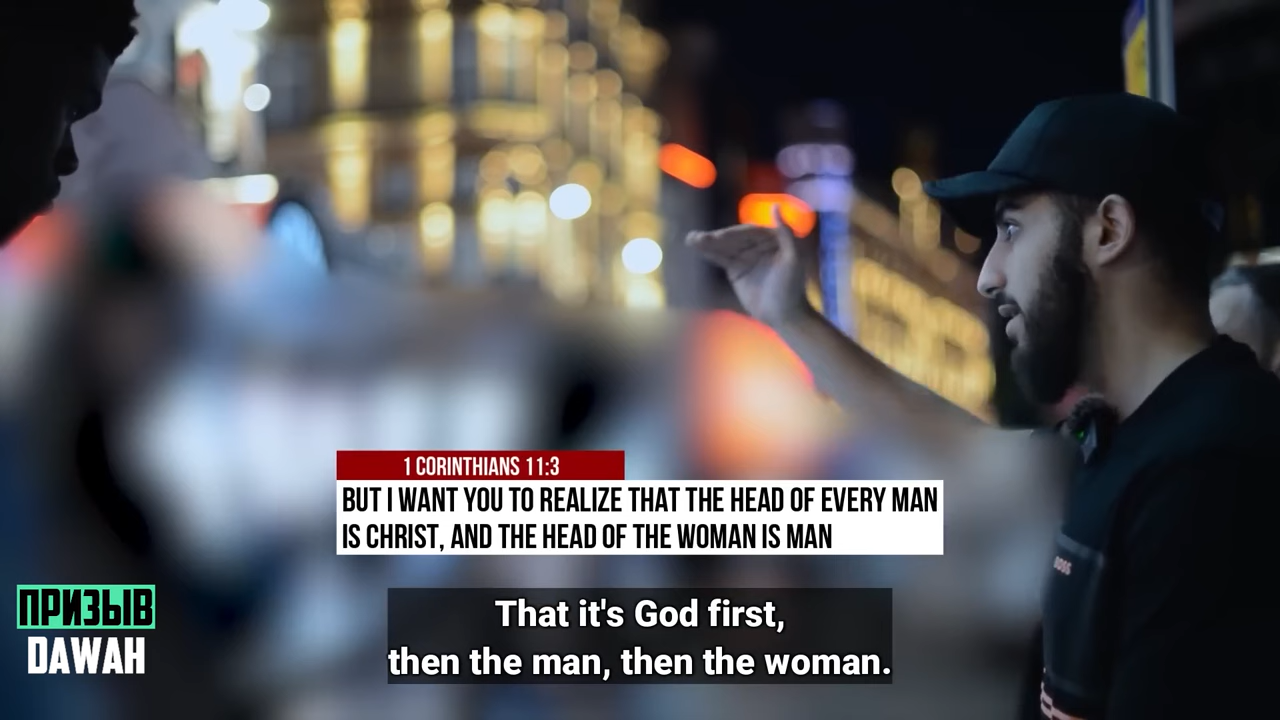 1 CORINTHIANS 11:3
BUT I WANT YOU TO REALIZE THAT THE HEAD OF EVERY MAN
IS CHRIST, AND THE HEAD OF THE WOMAN IS MAN
ПРИЗЫВ
DAWAH
That it's God first,
then the man, then the woman.
BOSS